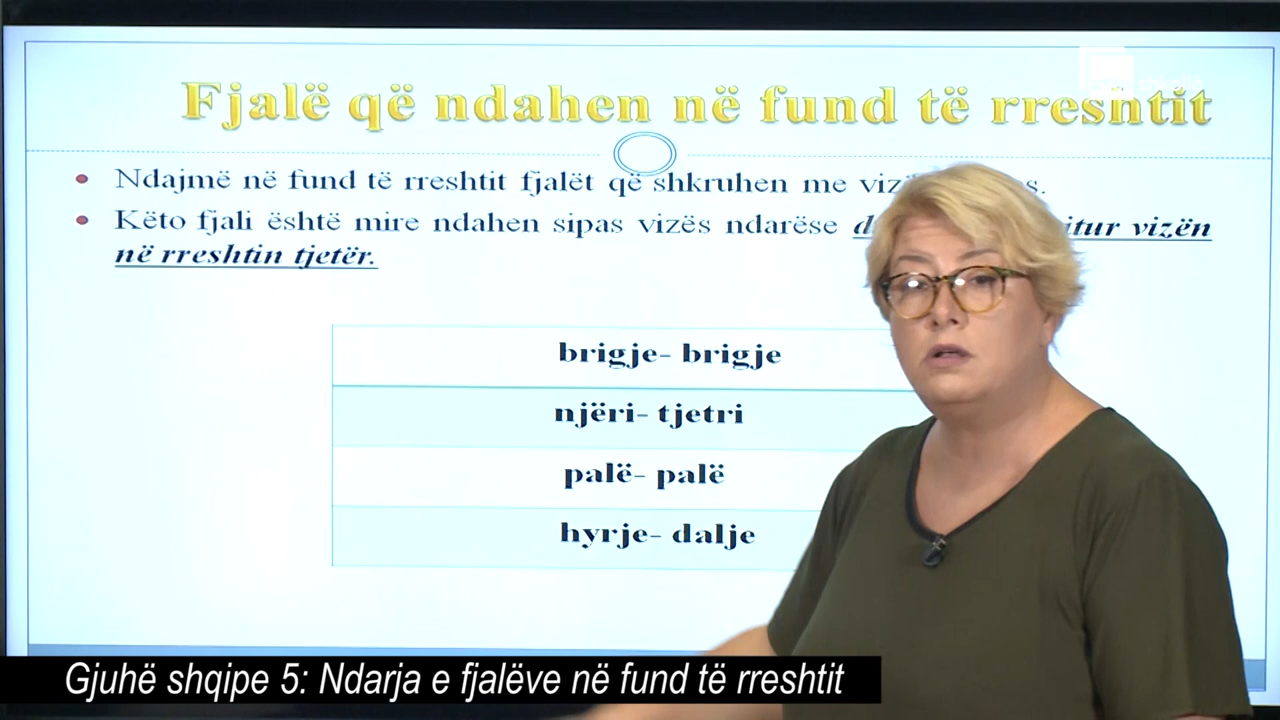 Fjalë që ndahen në fund të rreshtit
Ndajmë në fund të rreshtit fjalët që shkruhen me
Këto fjali është mire ndahen sipas vizës ndarëse vizën
në rreshtin tjetër.
brigje- brigje
njëri- tjetri
palë- palë
hyrje- dalje
Gjuhë shqipe 5: Ndarja e fjalëve në fund të rreshtit